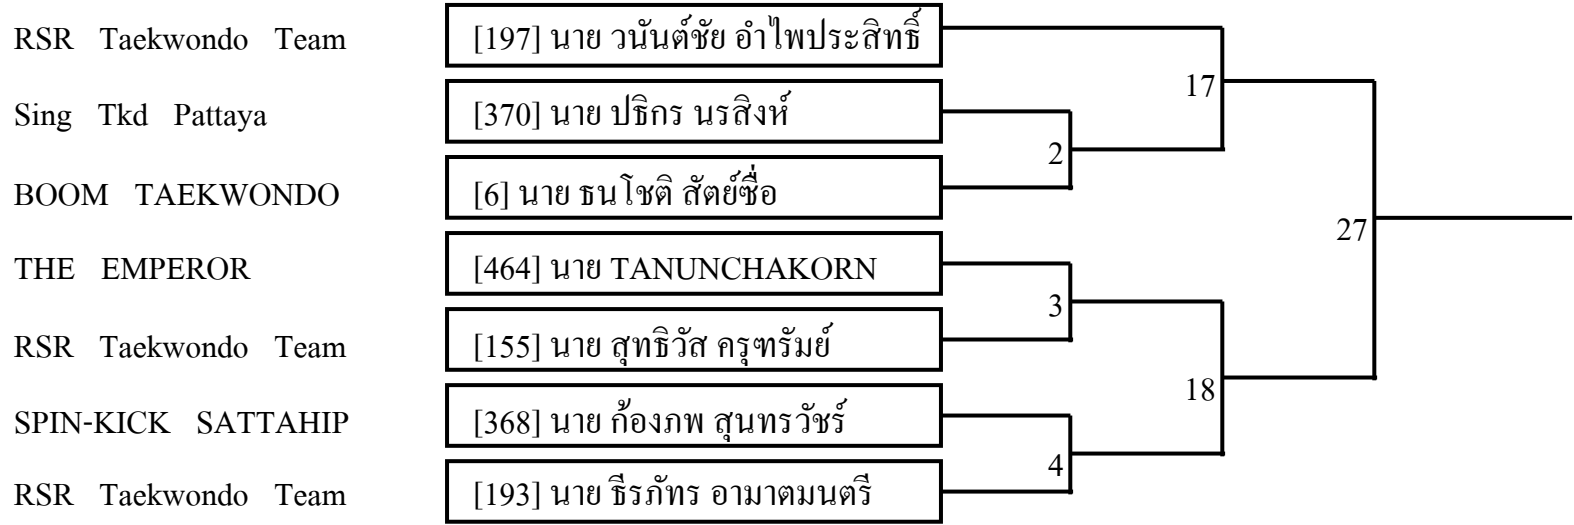 RSR Taekwondo Team [197] นาย วนันต์ชัย อำไพประสิทธิ์
17
Sing Tkd Pattaya [370] นาย ปธิกร นรสิงห์
2
BOOM TAEKWONDO [6] นาย ธนโชติ สัตย์ซื่อ
27
THE EMPEROR [464] นาย TANUNCHAKORN
3
RSR Taekwondo Team [155] นาย สุทธิวัส ครุฑรัมย์
18
SPIN-KICK SATTAHIP [368] นาย ก้องภพ สุนทรวัชร์
4
RSR Taekwondo Team [193] นาย ธีรภัทร อามาตมนตรี